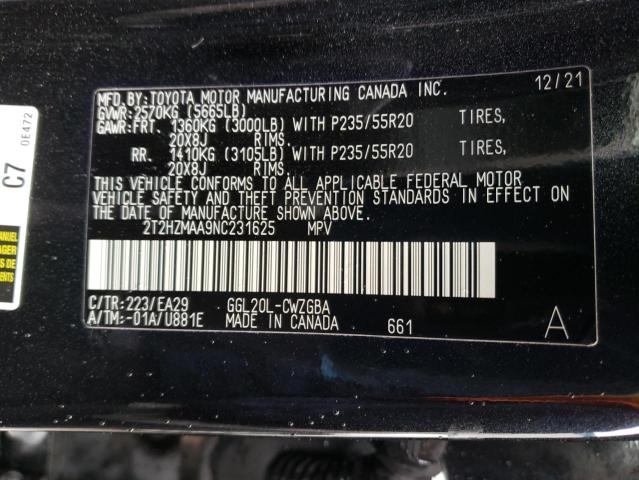 MFD.BY:TOYOTA MOTOR MANUFACTURING CANADA INC. 12/21
GVWR:2570KG (5665LB)
GAWR:FRT. 1360KG (3000LB) WITH P235/55R20 TIRES,
20X8J RIMS.
RR. 1410KG (3105LB) WITH P235/55R20 TIRES,
20X8J RIMS.
THIS VEHICLE CONFORMS TO ALL APPLICABLE FEDERAL MOTOR
VEHICLE SAFETY AND THEFT PREVENTION STANDARDS IN EFFECT ON
THE DATE OF MANUFACTURE SHOWN ABOVE.
2T2HZMAA9NC231625 MPV
C/TR:223/EA29 GGL20L-CWZGBA
A/TM:-01A/U881E MADE IN CANADA 661 A
C7
0E472